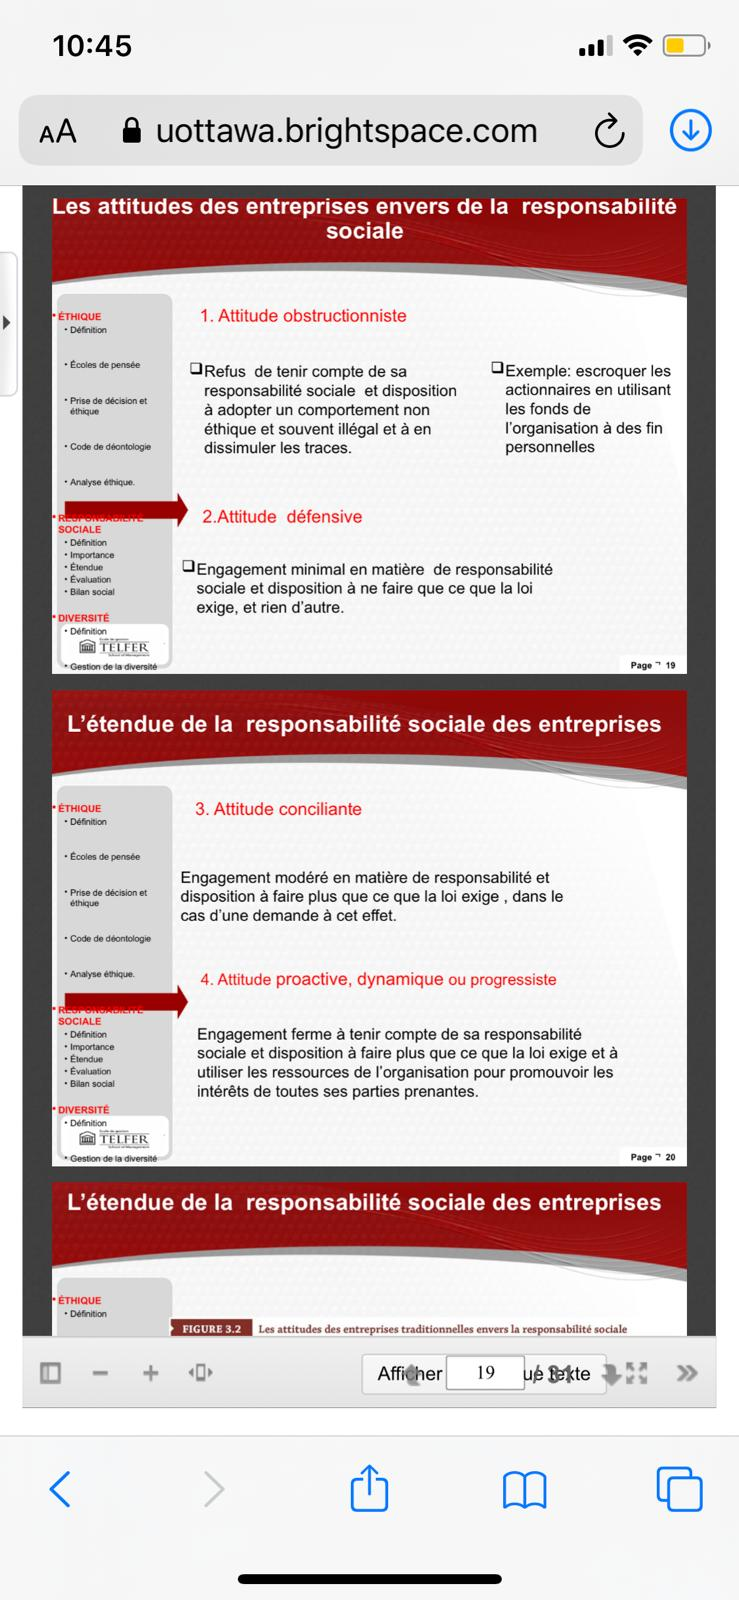 10:45
AA uottawa.brightspace.com
Les attitudes des entreprises envers de la responsabilité
sociale
• ÉTHIQUE
• Définition
• Écoles de pensée
• Prise de décision et
éthique
• Code de déontologie
• Analyse éthique.
• RESPONSABILITÉ
SOCIALE
• Définition
• Importance
• Étendue
• Évaluation
• Bilan social
• DIVERSITÉ
• Définition
TELFER
• Gestion de la diversité
1. Attitude obstructionniste
❑Refus de tenir compte de sa
responsabilité sociale et disposition
à adopter un comportement non
éthique et souvent illégal et à en
dissimuler les traces.
❑Exemple: escroquer les
actionnaires en utilisant
les fonds de
l’organisation à des fin
personnelles
2.Attitude défensive
❑Engagement minimal en matière de responsabilité
sociale et disposition à ne faire que ce que la loi
exige, et rien d’autre.
Page ¬ 19
L’étendue de la responsabilité sociale des entreprises
• ÉTHIQUE
• Définition
• Écoles de pensée
• Prise de décision et
éthique
• Code de déontologie
• Analyse éthique.
• RESPONSABILITÉ
SOCIALE
• Définition
• Importance
• Étendue
• Évaluation
• Bilan social
• DIVERSITÉ
• Définition
TELFER
• Gestion de la diversité
3. Attitude conciliante
Engagement modéré en matière de responsabilité et
disposition à faire plus que ce que la loi exige , dans le
cas d’une demande à cet effet.
4. Attitude proactive, dynamique ou progressiste
Engagement ferme à tenir compte de sa responsabilité
sociale et disposition à faire plus que ce que la loi exige et à
utiliser les ressources de l’organisation pour promouvoir les
intérêts de toutes ses parties prenantes.
Page ¬ 20
L’étendue de la responsabilité sociale des entreprises
• ÉTHIQUE
• Définition
FIGURE 3.2 Les attitudes des entreprises traditionnelles envers la responsabilité sociale
Afficher 19 / 31 ue texte